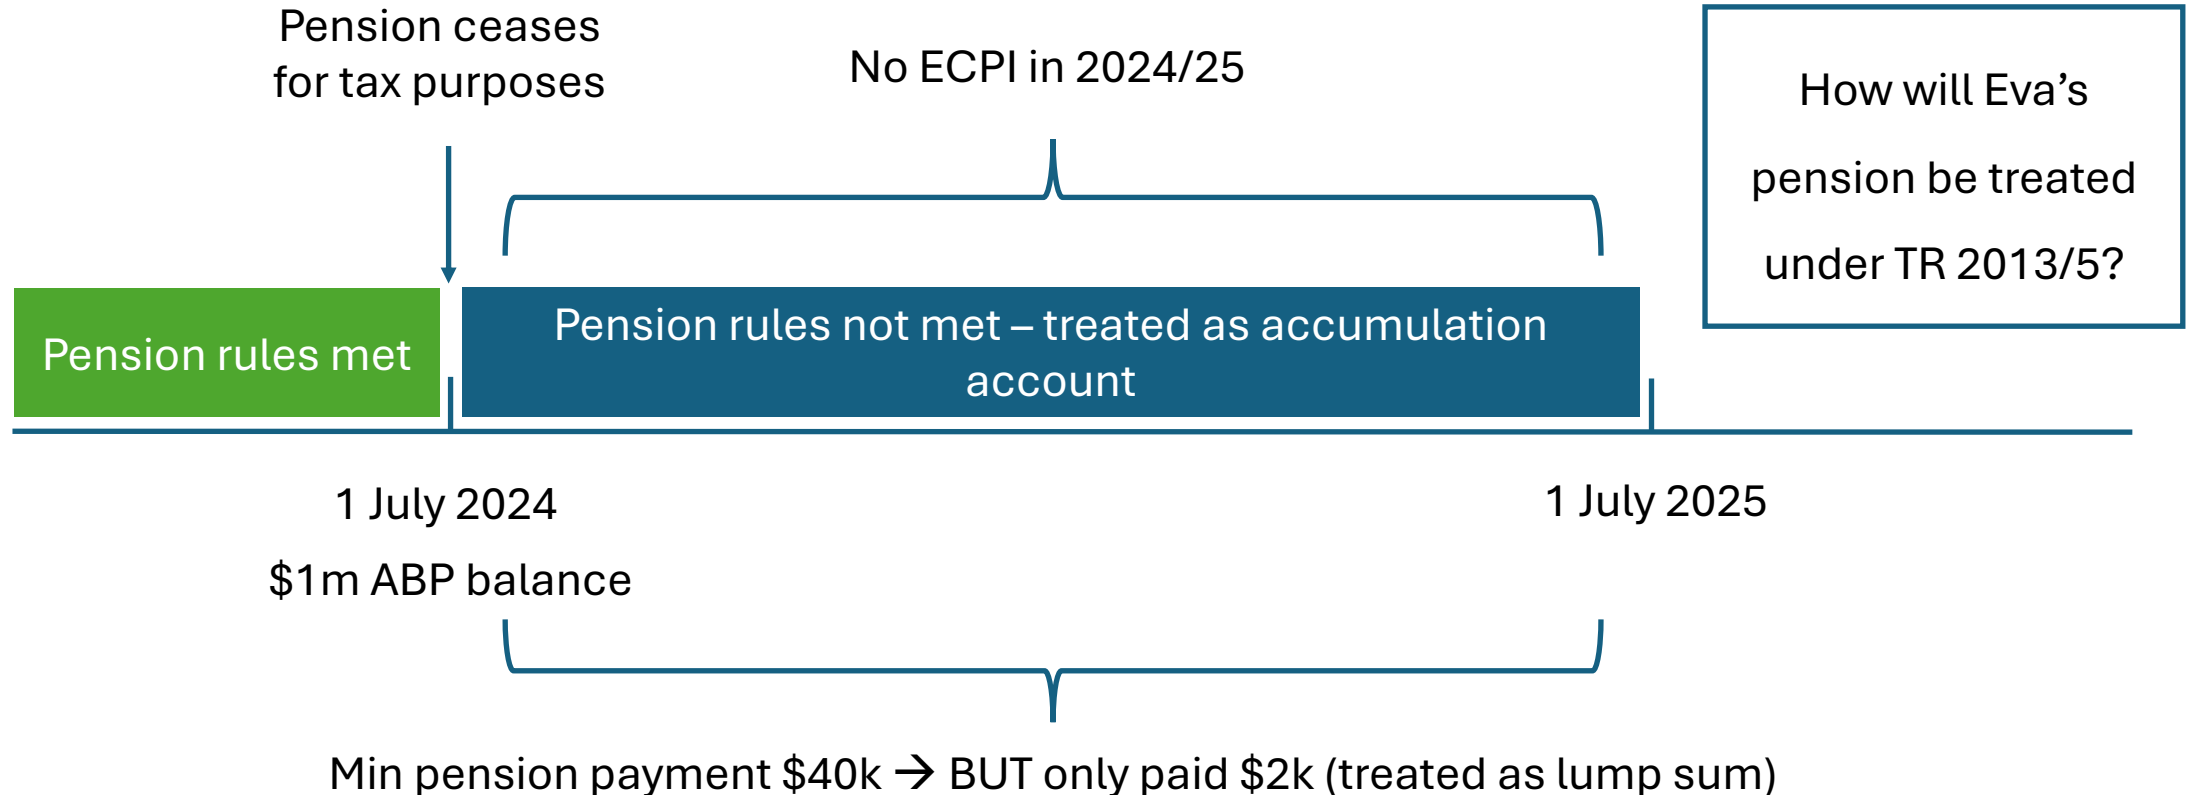 Pension ceases
for tax purposes
No ECPI in 2024/25
How will Eva’s
pension be treated
under TR 2013/5?
Pension rules met
Pension rules not met – treated as accumulation
account
1 July 2024
1 July 2025
$1m ABP balance
Min pension payment $40k → BUT only paid $2k (treated as lump sum)